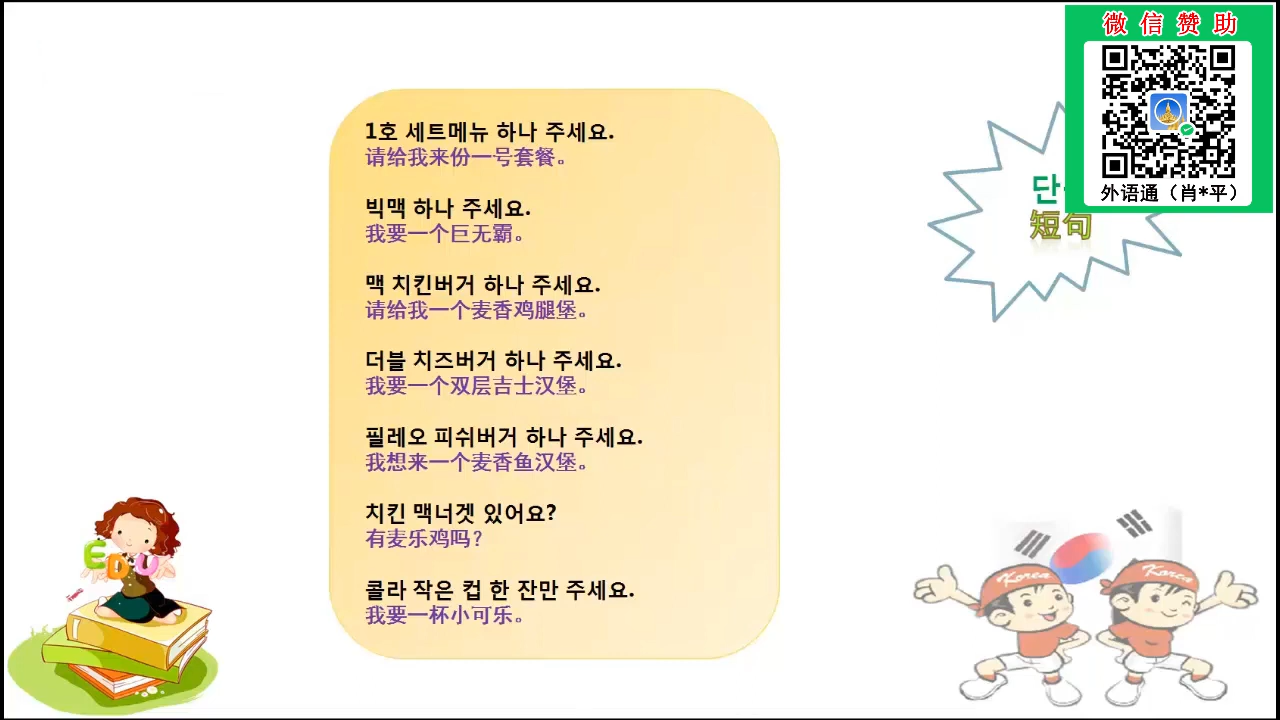 微信赞助
外语通（肖*平）
短句
1호 세트메뉴 하나 주세요.
请给我来份一号套餐。
빅맥 하나 주세요.
我要一个巨无霸。
맥 치킨버거 하나 주세요.
请给我一个麦香鸡腿堡。
더블 치즈버거 하나 주세요.
我要一个双层吉士汉堡。
필레오 피쉬버거 하나 주세요.
我想来一个麦香鱼汉堡。
치킨 맥너겟 있어요?
有麦乐鸡吗？
콜라 작은 컵 한 잔만 주세요.
我要一杯小可乐。
EDU
Korea
Korea